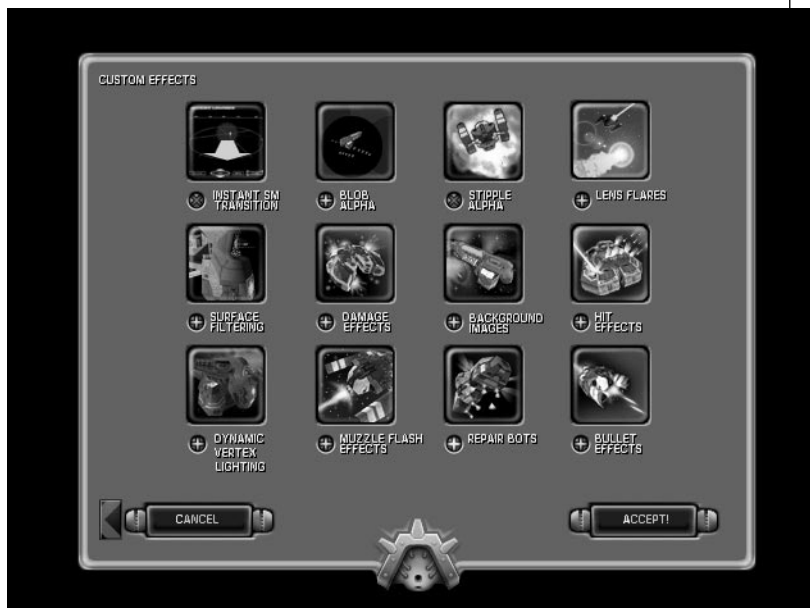 CUSTOM EFFECTS
INSTANT SM
TRANSITION
BLOB
ALPHA
STIPPLE
ALPHA
LENS FLARES
SURFACE
FILTERING
DAMAGE
EFFECTS
BACKGROUND
IMAGES
HIT
EFFECTS
DYNAMIC
VERTEX
LIGHTING
MUZZLE FLASH
EFFECTS
REPAIR BOTS
BULLET
EFFECTS
CANCEL
ACCEPT!